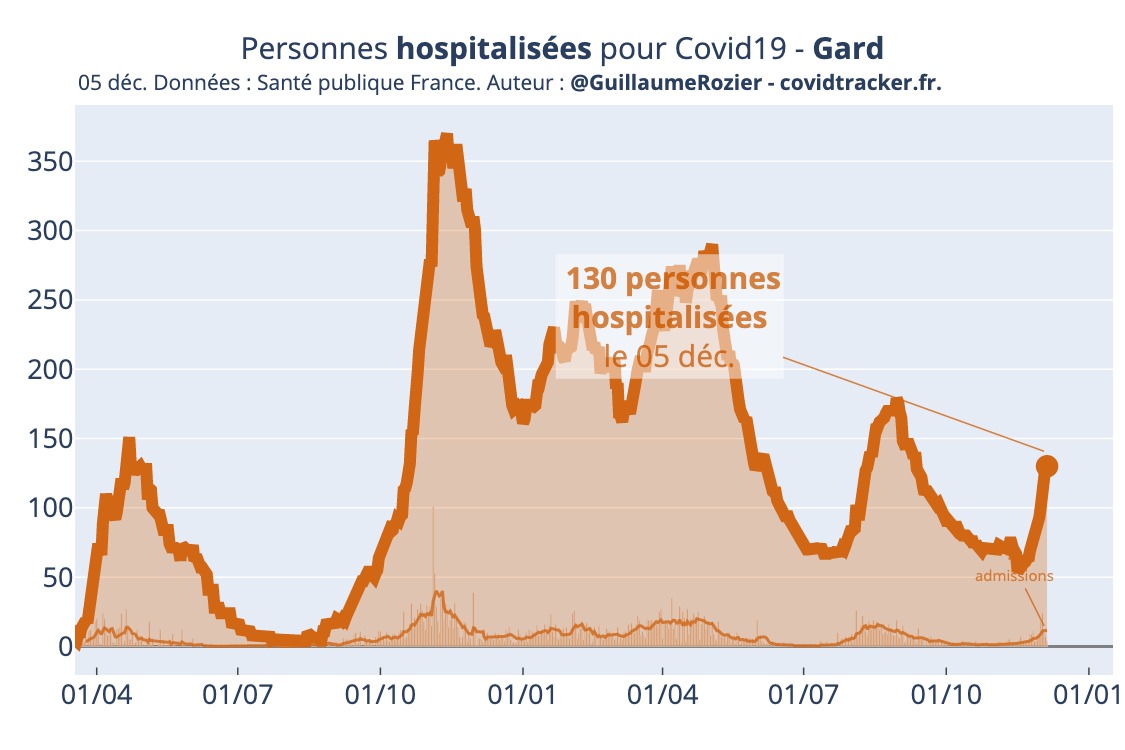 Personnes hospitalisées pour Covid19 - Gard
05 déc. Données : Santé publique France. Auteur : @GuillaumeRozier - covidtracker.fr.
350
300
250
200
150
100
50
0
130 personnes
hospitalisées
le 05 déc.
admissions
01/04 01/07 01/10 01/01 01/04 01/07 01/10 01/01